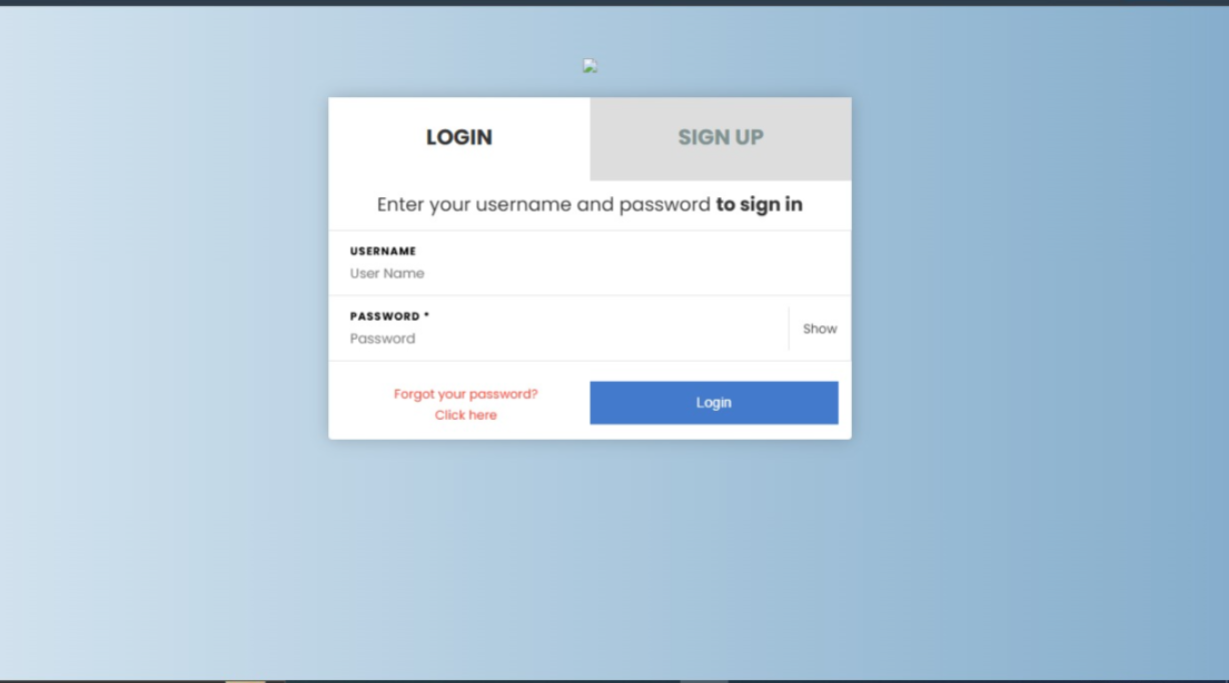 LOGIN
SIGN UP
Enter your username and password to sign in
USERNAME
User Name
PASSWORD *
Password
Show
Forgot your password?
Click here
Login